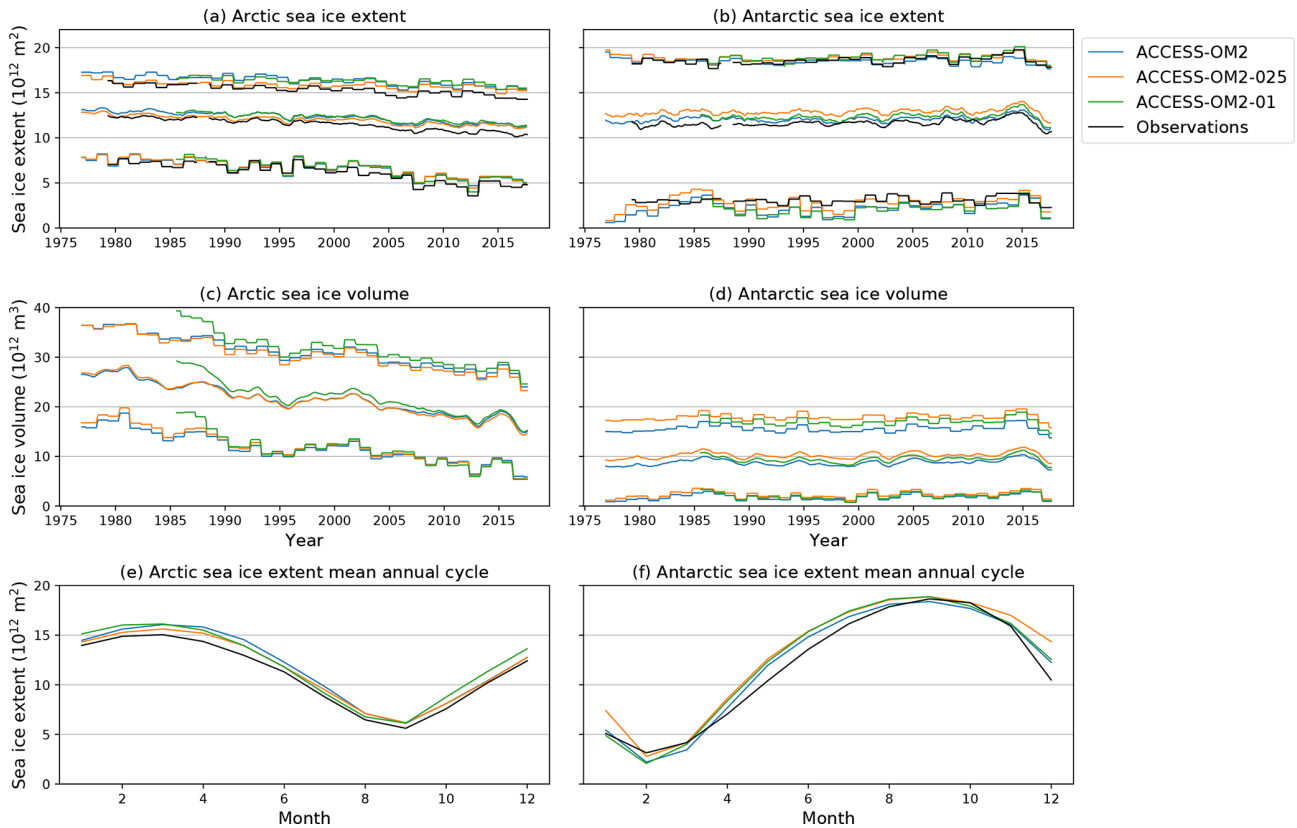 (a) Arctic sea ice extent
(b) Antarctic sea ice extent
Sea ice extent (10¹² m²)
20
15
10
5
0
1975 1980 1985 1990 1995 2000 2005 2010 2015
1975 1980 1985 1990 1995 2000 2005 2010 2015
ACCESS-OM2
ACCESS-OM2-025
ACCESS-OM2-01
Observations
(c) Arctic sea ice volume
(d) Antarctic sea ice volume
Sea ice volume (10¹² m³)
40
30
20
10
0
1975 1980 1985 1990 1995 2000 2005 2010 2015
Year
1975 1980 1985 1990 1995 2000 2005 2010 2015
Year
(e) Arctic sea ice extent mean annual cycle
(f) Antarctic sea ice extent mean annual cycle
Sea ice extent (10¹² m²)
20
15
10
5
0
2 4 6 8 10 12
Month
2 4 6 8 10 12
Month